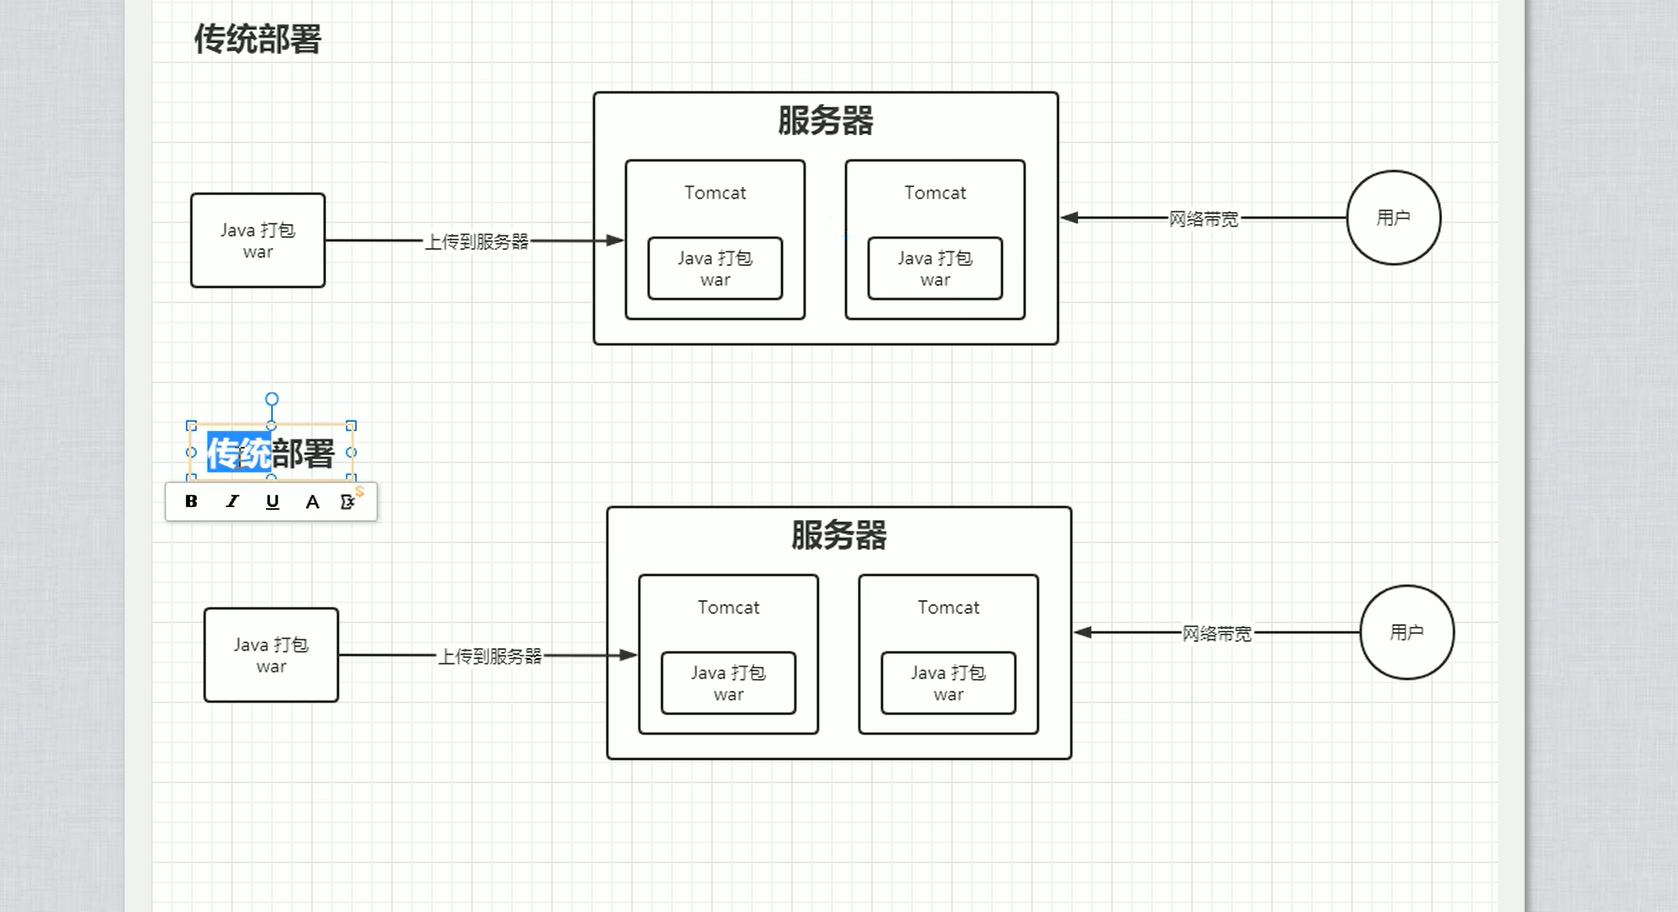 传统部署
服务器
Tomcat
Tomcat
Java 打包
war
上传到服务器
Java 打包
war
Java 打包
war
网络带宽
用户
传统部署
B I U A
服务器
Tomcat
Tomcat
Java 打包
war
上传到服务器
Java 打包
war
Java 打包
war
网络带宽
用户